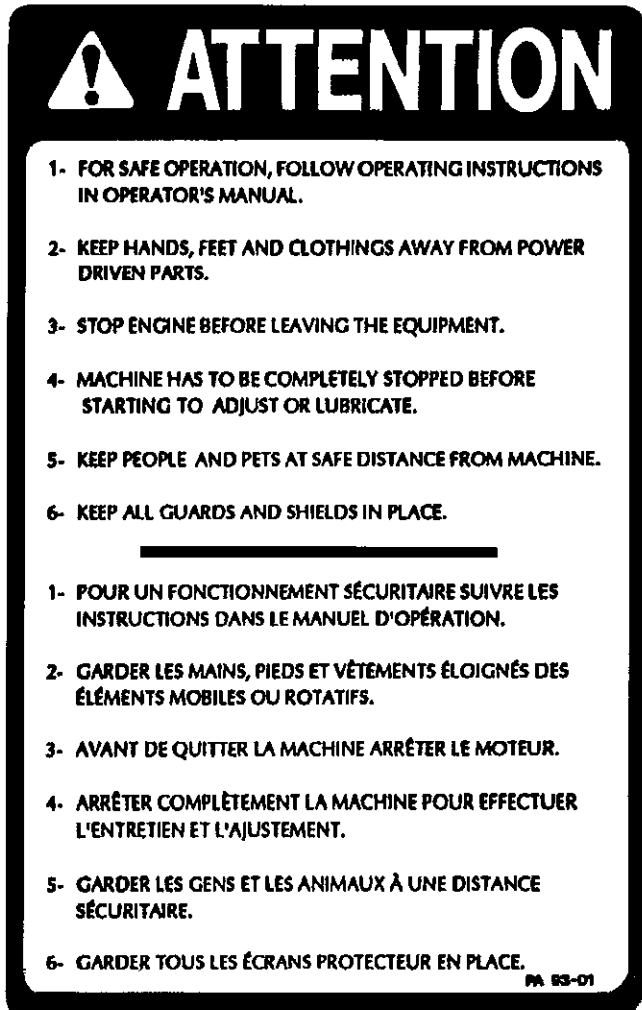 ATTENTION
1- FOR SAFE OPERATION, FOLLOW OPERATING INSTRUCTIONS
IN OPERATOR'S MANUAL.
2- KEEP HANDS, FEET AND CLOTHINGS AWAY FROM POWER
DRIVEN PARTS.
3- STOP ENGINE BEFORE LEAVING THE EQUIPMENT.
4- MACHINE HAS TO BE COMPLETELY STOPPED BEFORE
STARTING TO ADJUST OR LUBRICATE.
5- KEEP PEOPLE AND PETS AT SAFE DISTANCE FROM MACHINE.
6- KEEP ALL GUARDS AND SHIELDS IN PLACE.
1- POUR UN FONCTIONNEMENT SÉCURITAIRE SUIVRE LES
INSTRUCTIONS DANS LE MANUEL D'OPÉRATION.
2- GARDER LES MAINS, PIEDS ET VÊTEMENTS ÉLOIGNÉS DES
ÉLÉMENTS MOBILES OU ROTATIFS.
3- AVANT DE QUITTER LA MACHINE ARRÊTER LE MOTEUR.
4- ARRÊTER COMPLÈTEMENT LA MACHINE POUR EFFECTUER
L'ENTRETIEN ET L'AJUSTEMENT.
5- GARDER LES GENS ET LES ANIMAUX À UNE DISTANCE
SÉCURITAIRE.
6- GARDER TOUS LES ÉCRANS PROTECTEUR EN PLACE.
PA 93-01